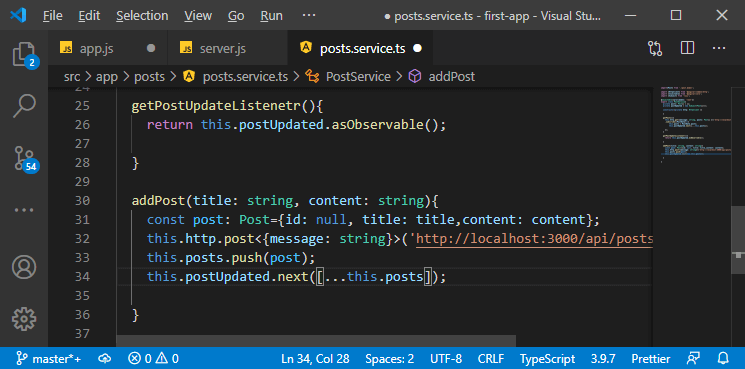 File Edit Selection View Go Run ··· posts.service.ts - first-app - Visual Stu...
JS app.js JS server.js posts.service.ts ···
src > app > posts > posts.service.ts > PostService > addPost
24
25 getPostUpdateListenetr(){
26 return this.postUpdated.asObservable();
27
28 }
29
30 addPost(title: string, content: string){
31 const post: Post={id: null, title: title,content: content};
32 this.http.post<{message: string}>('http://localhost:3000/api/posts
33 this.posts.push(post);
34 this.postUpdated.next([...this.posts]);
35
36 }
37
2
54
master*+ 0 0 Ln 34, Col 28 Spaces: 2 UTF-8 CRLF TypeScript 3.9.7 Prettier